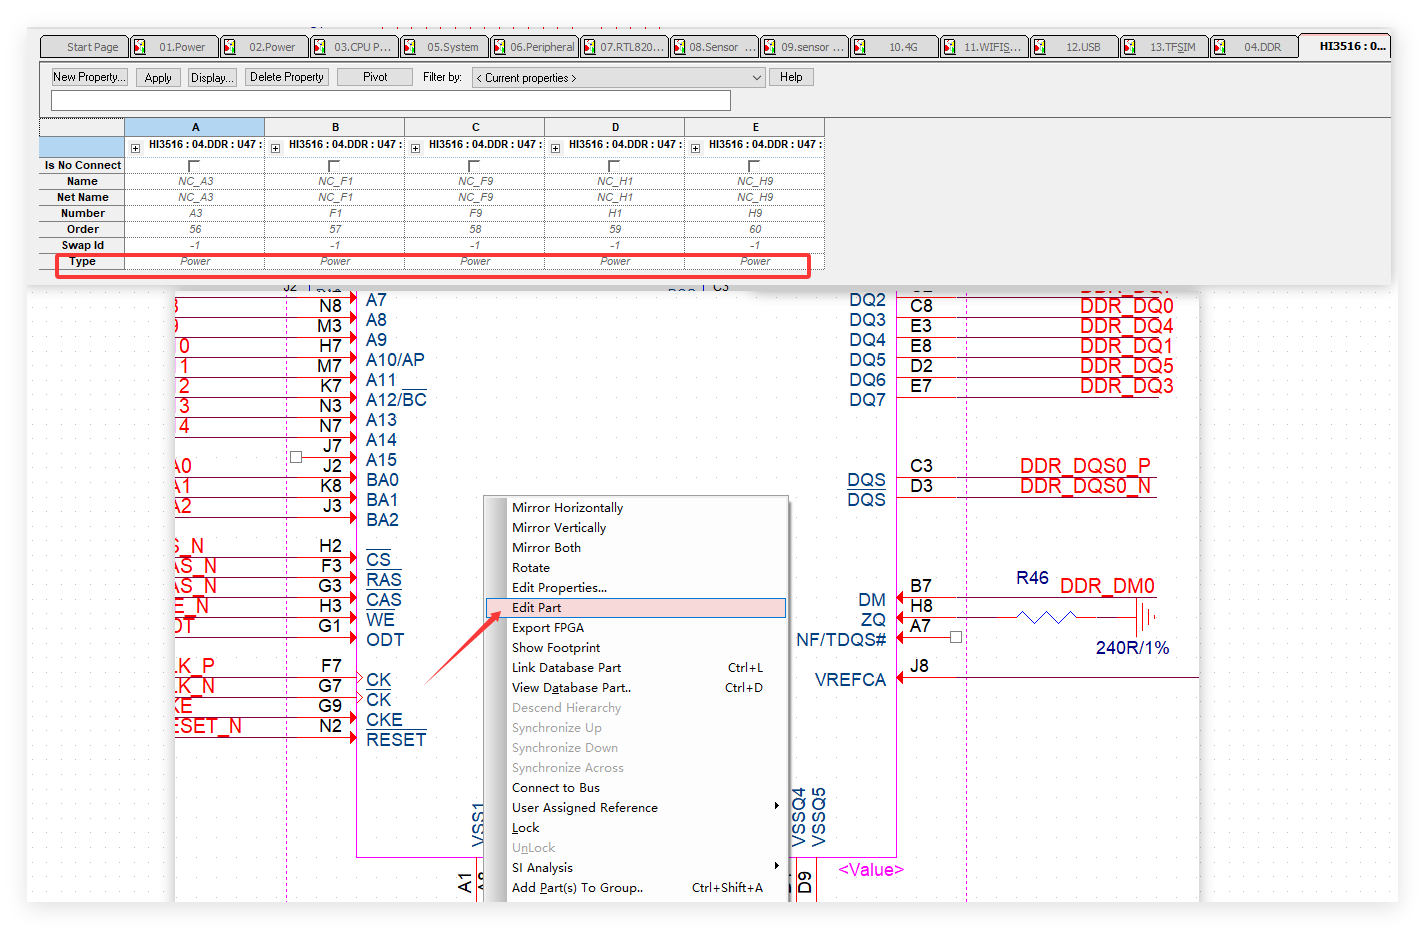 Start Page 01.Power 02.Power 03.CPU P... 05.System 06.Peripheral 07.RTL820... 08.Sensor ... 09.sensor ... 10.4G 11.WIFIS... 12.USB 13.TFSIM 04.DDR HI3516 : 0...
New Property... Apply Display... Delete Property Pivot Filter by: < Current properties > Help
A B C D E
HI3516 : 04.DDR : U47 : HI3516 : 04.DDR : U47 : HI3516 : 04.DDR : U47 : HI3516 : 04.DDR : U47 : HI3516 : 04.DDR : U47 :
Is No Connect
Name NC_A3 NC_F1 NC_F9 NC_H1 NC_H9
Net Name NC_A3 NC_F1 NC_F9 NC_H1 NC_H9
Number A3 F1 F9 H1 H9
Order 56 57 58 59 60
Swap Id -1 -1 -1 -1 -1
Type Power Power Power Power Power
A7 DQ2
N8 C8 DDR_DQ0
A8 DQ3
M3 E3 DDR_DQ4
A9 DQ4
0 H7 E8 DDR_DQ1
A10/AP DQ5
1 M7 D2 DDR_DQ5
A11 DQ6
2 K7 E7 DDR_DQ3
A12/BC DQ7
3 N3
A13
4 N7
A14
J7
A15
A0 J2 C3 DDR_DQS0_P
BA0 DQS
A1 K8 D3 DDR_DQS0_N
BA1 DQS
A2 J3
BA2
S_N H2
CS
AS_N F3
RAS
AS_N G3
CAS
E_N H3
WE
DT G1
ODT
K_P F7
CK
LK_N G7
CK
KE G9
CKE
ESET_N N2
RESET
Mirror Horizontally
Mirror Vertically
Mirror Both
Rotate
Edit Properties...
Edit Part
Export FPGA
Show Footprint
Link Database Part Ctrl+L
View Database Part.. Ctrl+D
Descend Hierarchy
Synchronize Up
Synchronize Down
Synchronize Across
Connect to Bus
User Assigned Reference
Lock
UnLock
SI Analysis
Add Part(s) To Group.. Ctrl+Shift+A
R46
B7 DDR_DM0
DM
H8
ZQ
A7
NF/TDQS#
240R/1%
J8
VREFCA
VSS1
VSSQ4
VSSQ5
<Value>
A1
D9